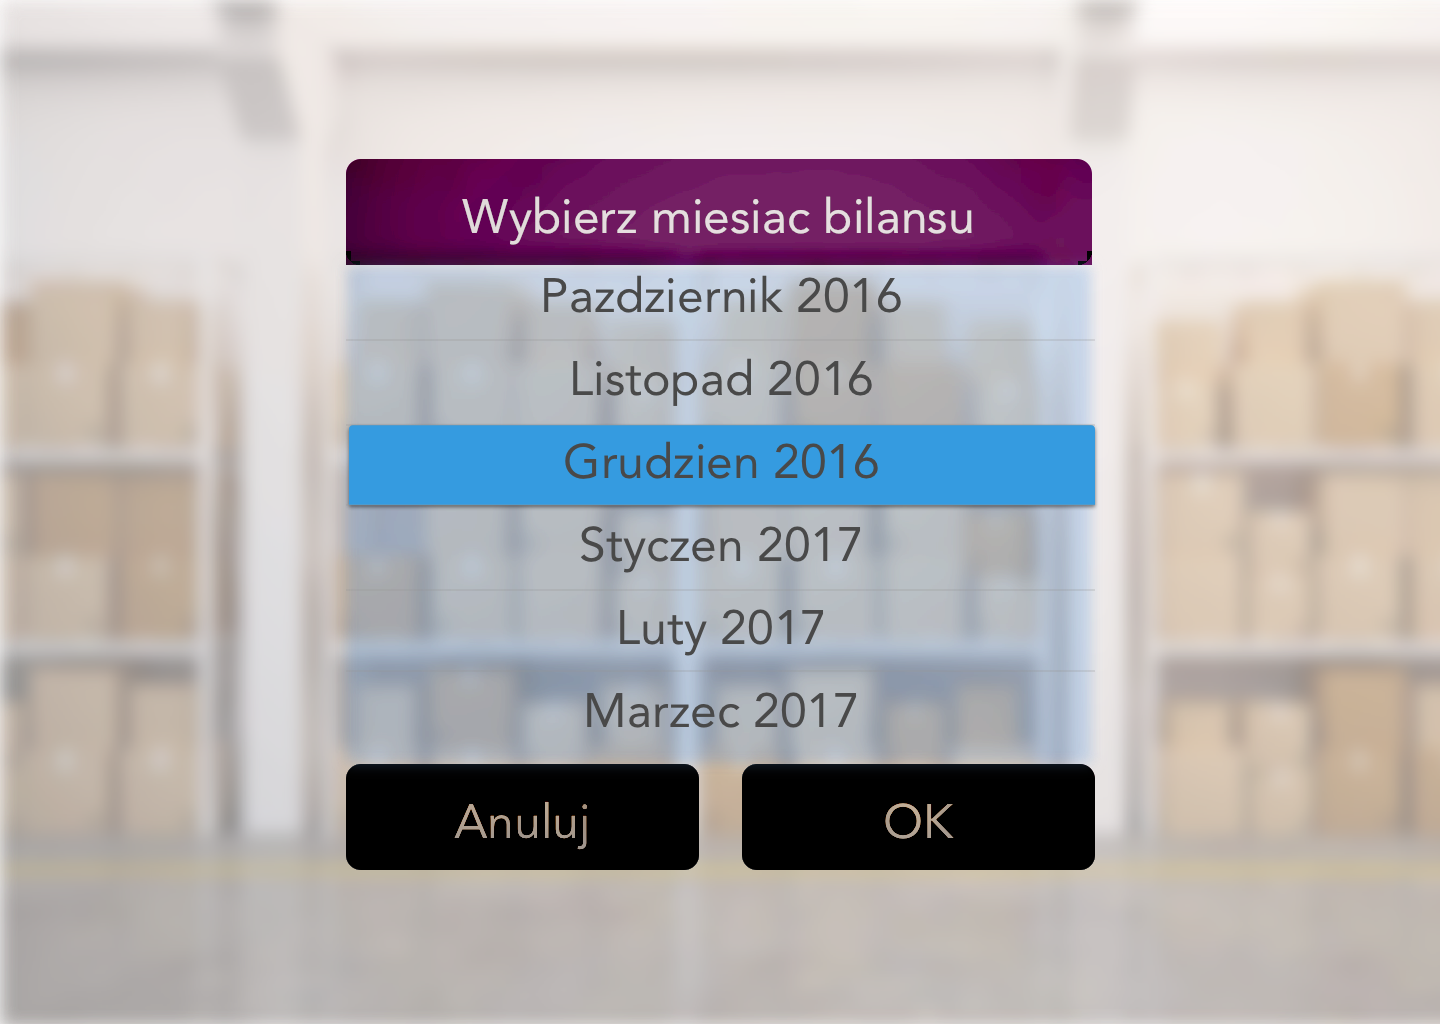 Wybierz miesiac bilansu
Pazdziernik 2016
Listopad 2016
Grudzien 2016
Styczen 2017
Luty 2017
Marzec 2017
Anuluj
OK